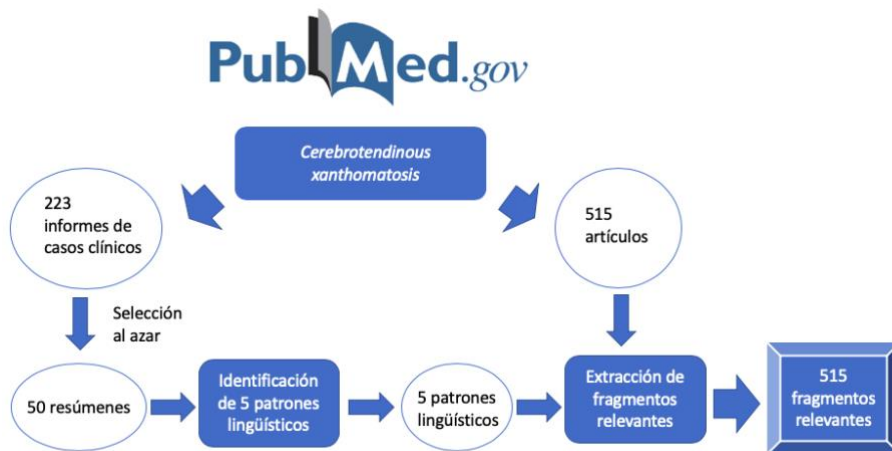 PubMed.gov
Cerebrotendinous
xanthomatosis
223
informes de
casos clínicos
515
artículos
Selección
al azar
50 resúmenes
Identificación
de 5 patrones
lingüísticos
5 patrones
lingüísticos
Extracción de
fragmentos
relevantes
515
fragmentos
relevantes